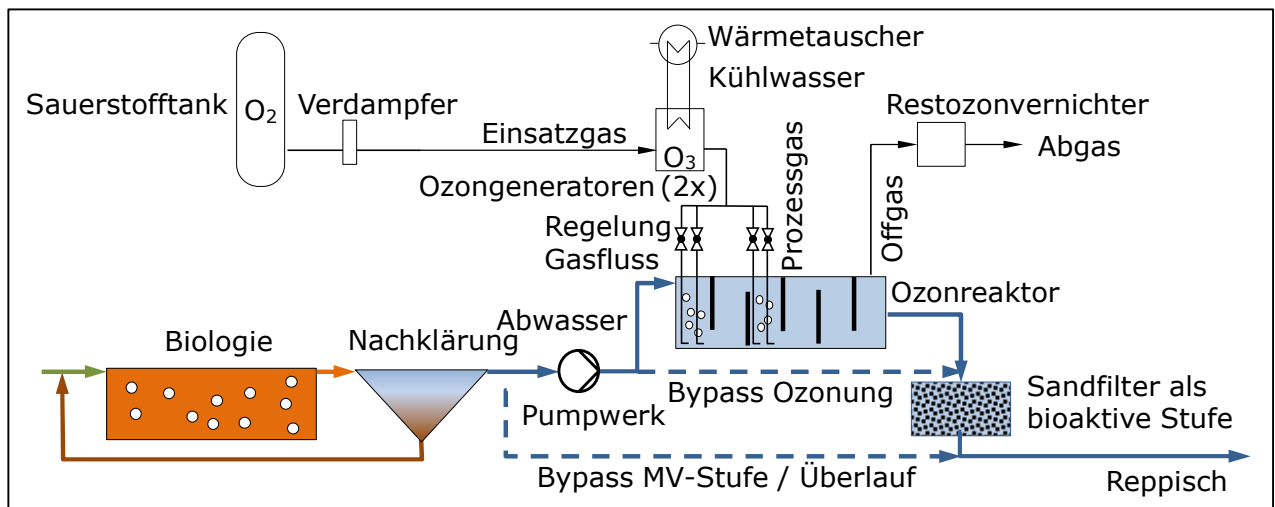 Wärmetauscher
Kühlwasser
Sauerstofftank
O₂
Verdampfer
Einsatzgas
O₃
Ozongeneratoren (2x)
Restozonvernichter
Abgas
Regelung
Gasfluss
Prozessgas
Offgas
Ozonreaktor
Abwasser
Biologie
Nachklärung
Pumpwerk
Bypass Ozonung
Sandfilter als
bioaktive Stufe
Bypass MV-Stufe / Überlauf
Reppisch